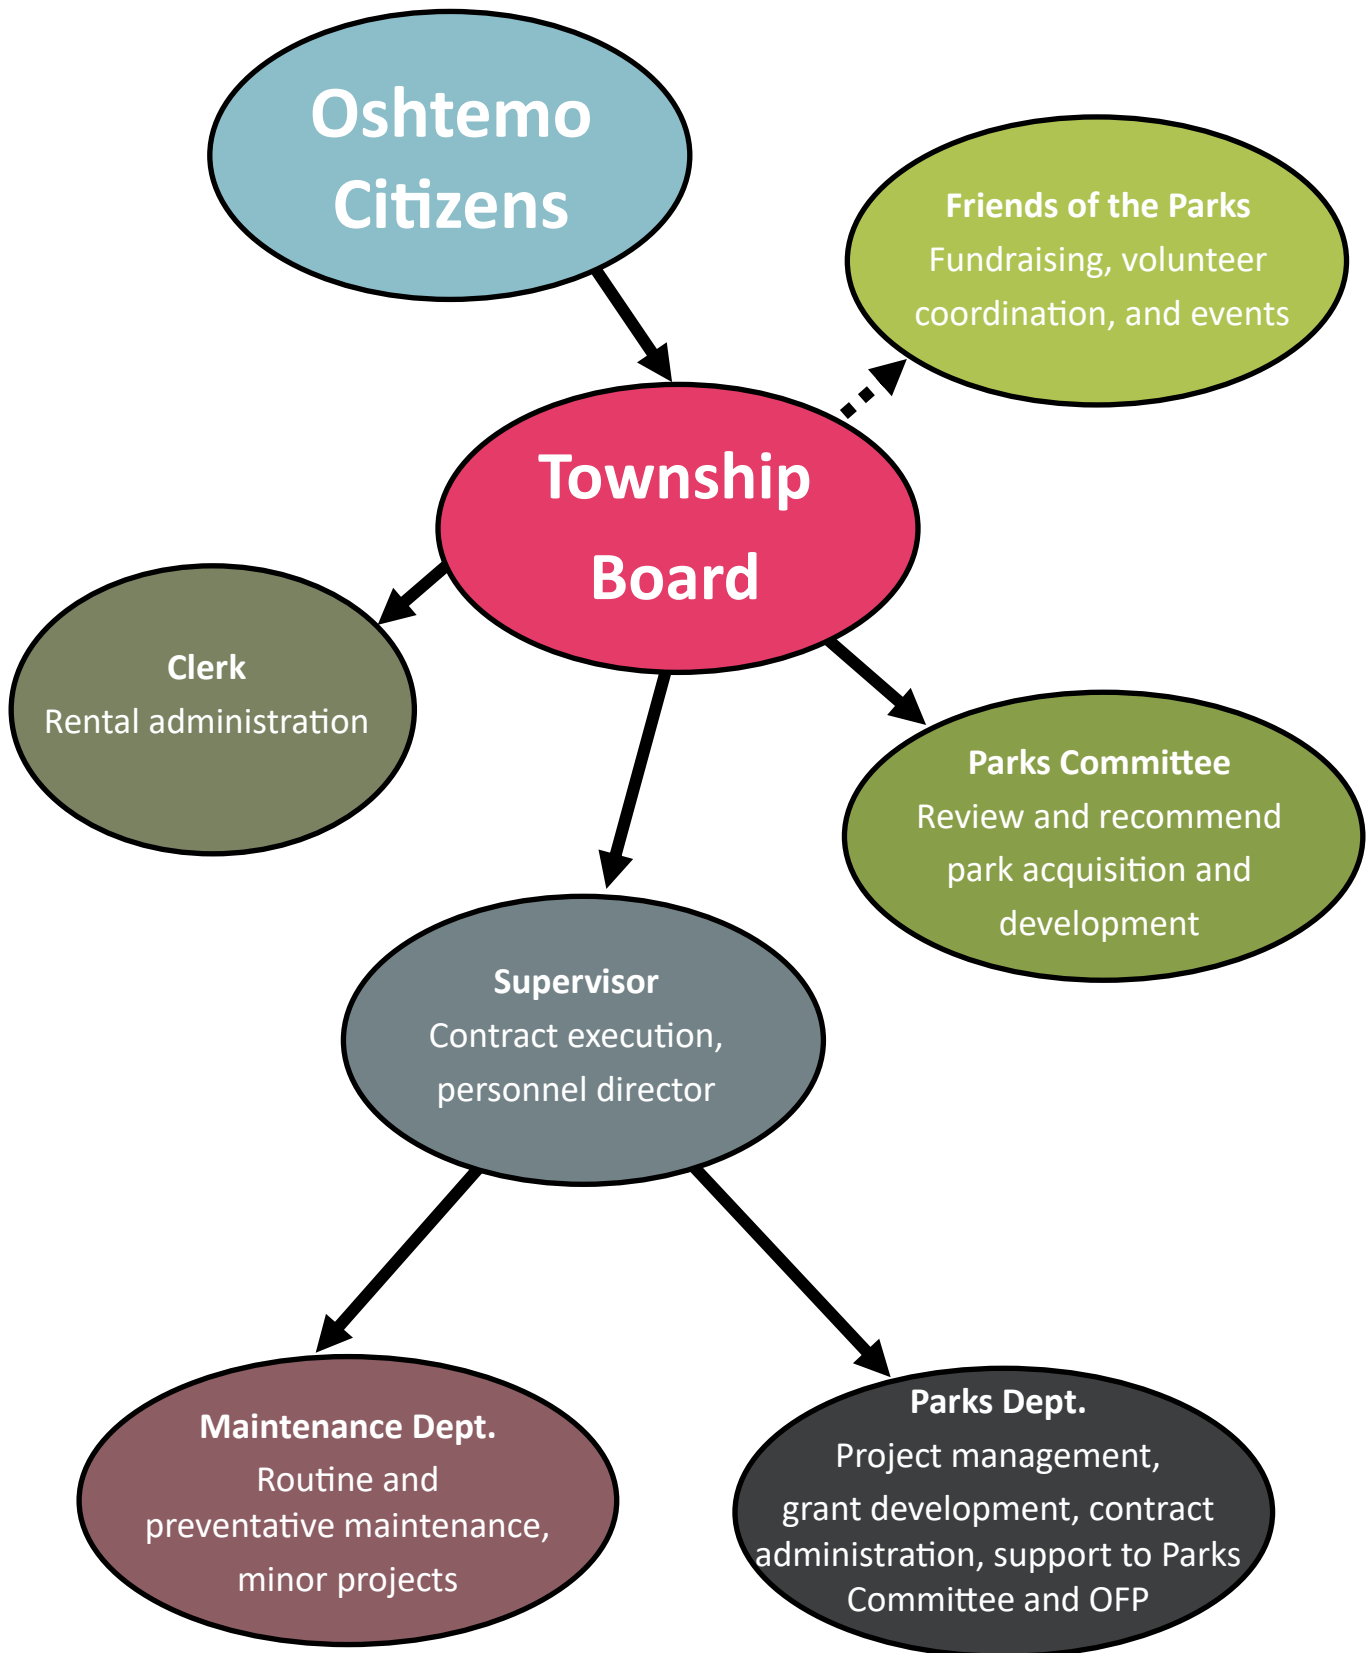 Oshtemo
Citizens
Friends of the Parks
Fundraising, volunteer
coordination, and events
Township
Board
Clerk
Rental administration
Parks Committee
Review and recommend
park acquisition and
development
Supervisor
Contract execution,
personnel director
Maintenance Dept.
Routine and
preventative maintenance,
minor projects
Parks Dept.
Project management,
grant development, contract
administration, support to Parks
Committee and OFP